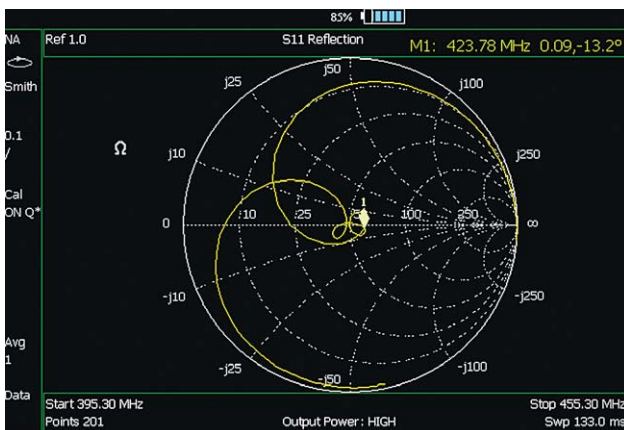 85%
NA
Ref 1.0
S11 Reflection
M1: 423.78 MHz 0.09,-13.2°
Smith
0.1
/
Cal
ON Q*
Avg
1
Data
Ω
j50
j25
j100
j10
j250
1
0
10
25
50
100
250
∞
-j10
-j250
-j25
-j100
-j50
Start 395.30 MHz
Stop 455.30 MHz
Points 201
Output Power: HIGH
Swp 133.0 ms